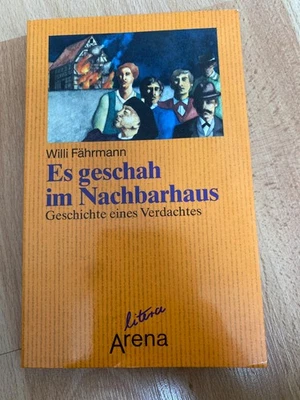 Willi Fährmann
Es geschah
im Nachbarhaus
Geschichte eines Verdachtes
litera
Arena